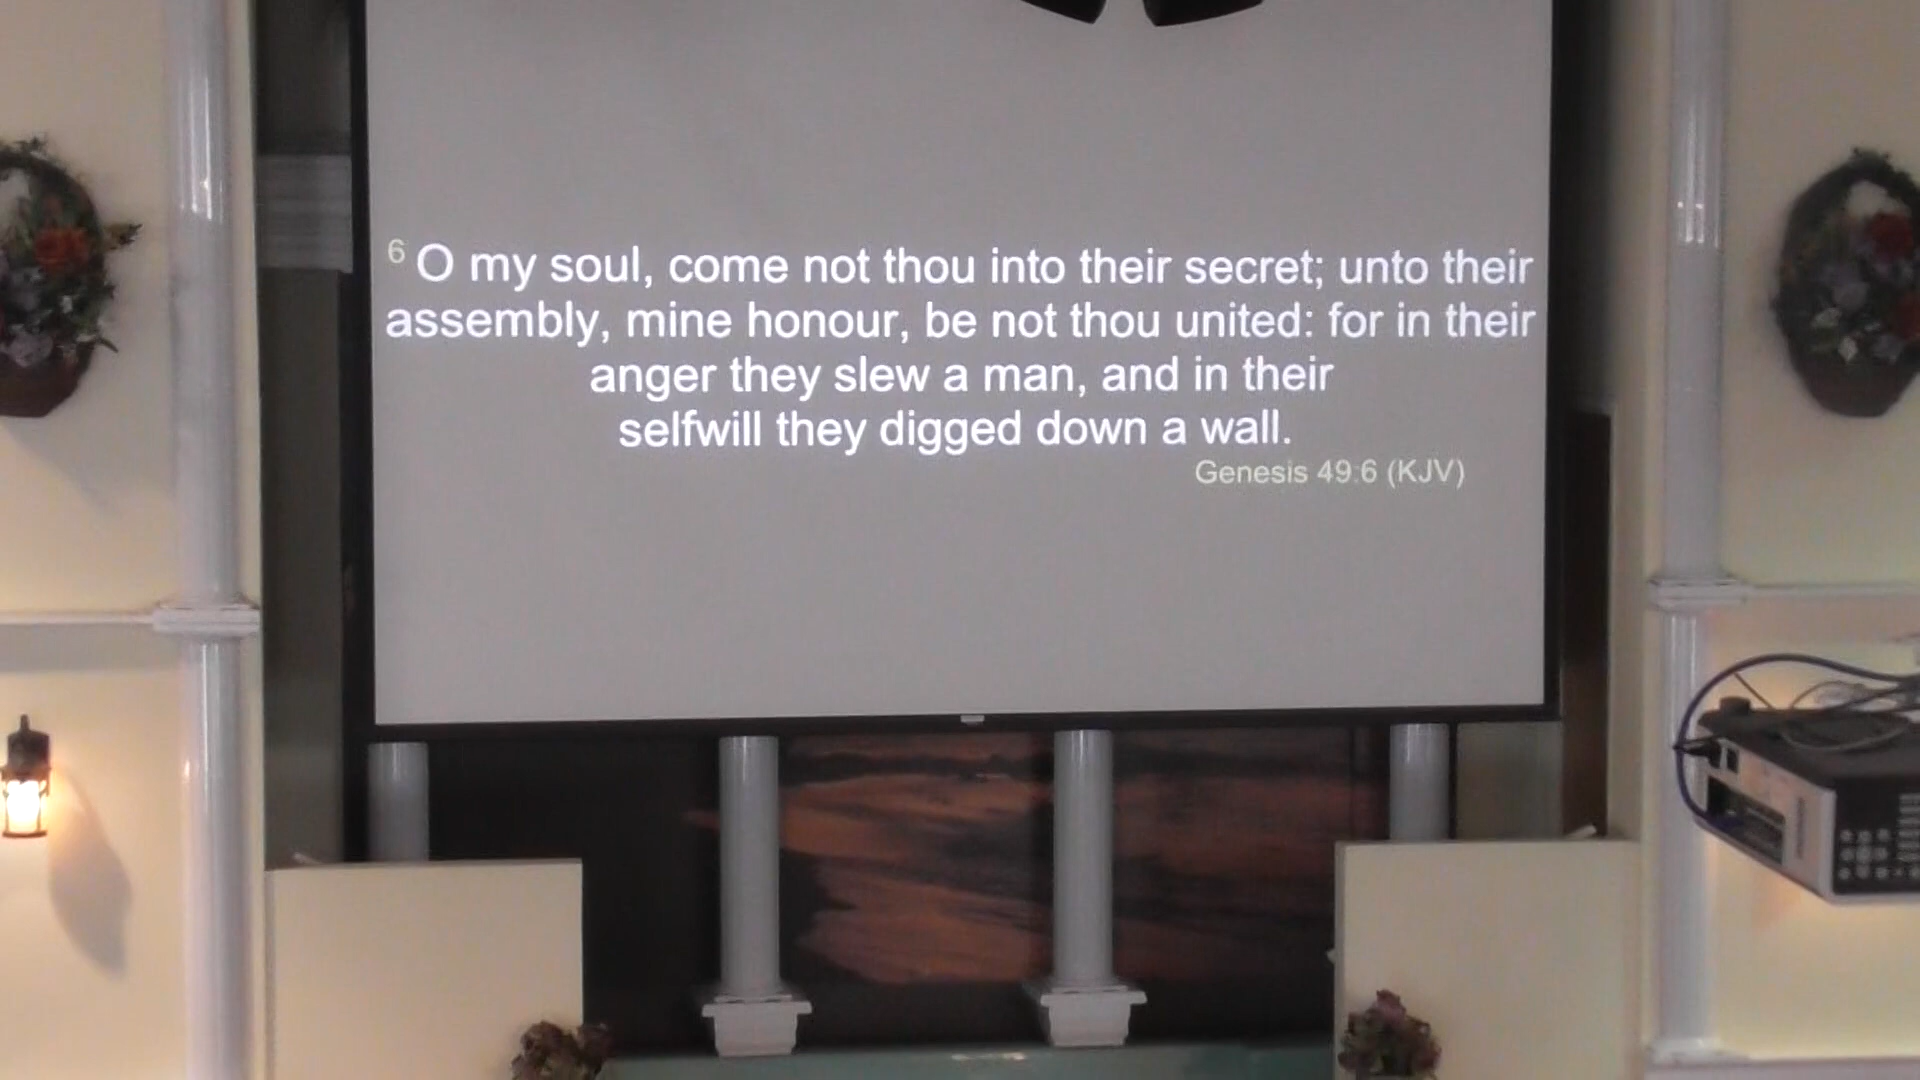 6 O my soul, come not thou into their secret; unto their
assembly, mine honour, be not thou united: for in their
anger they slew a man, and in their
selfwill they digged down a wall.
Genesis 49:6 (KJV)